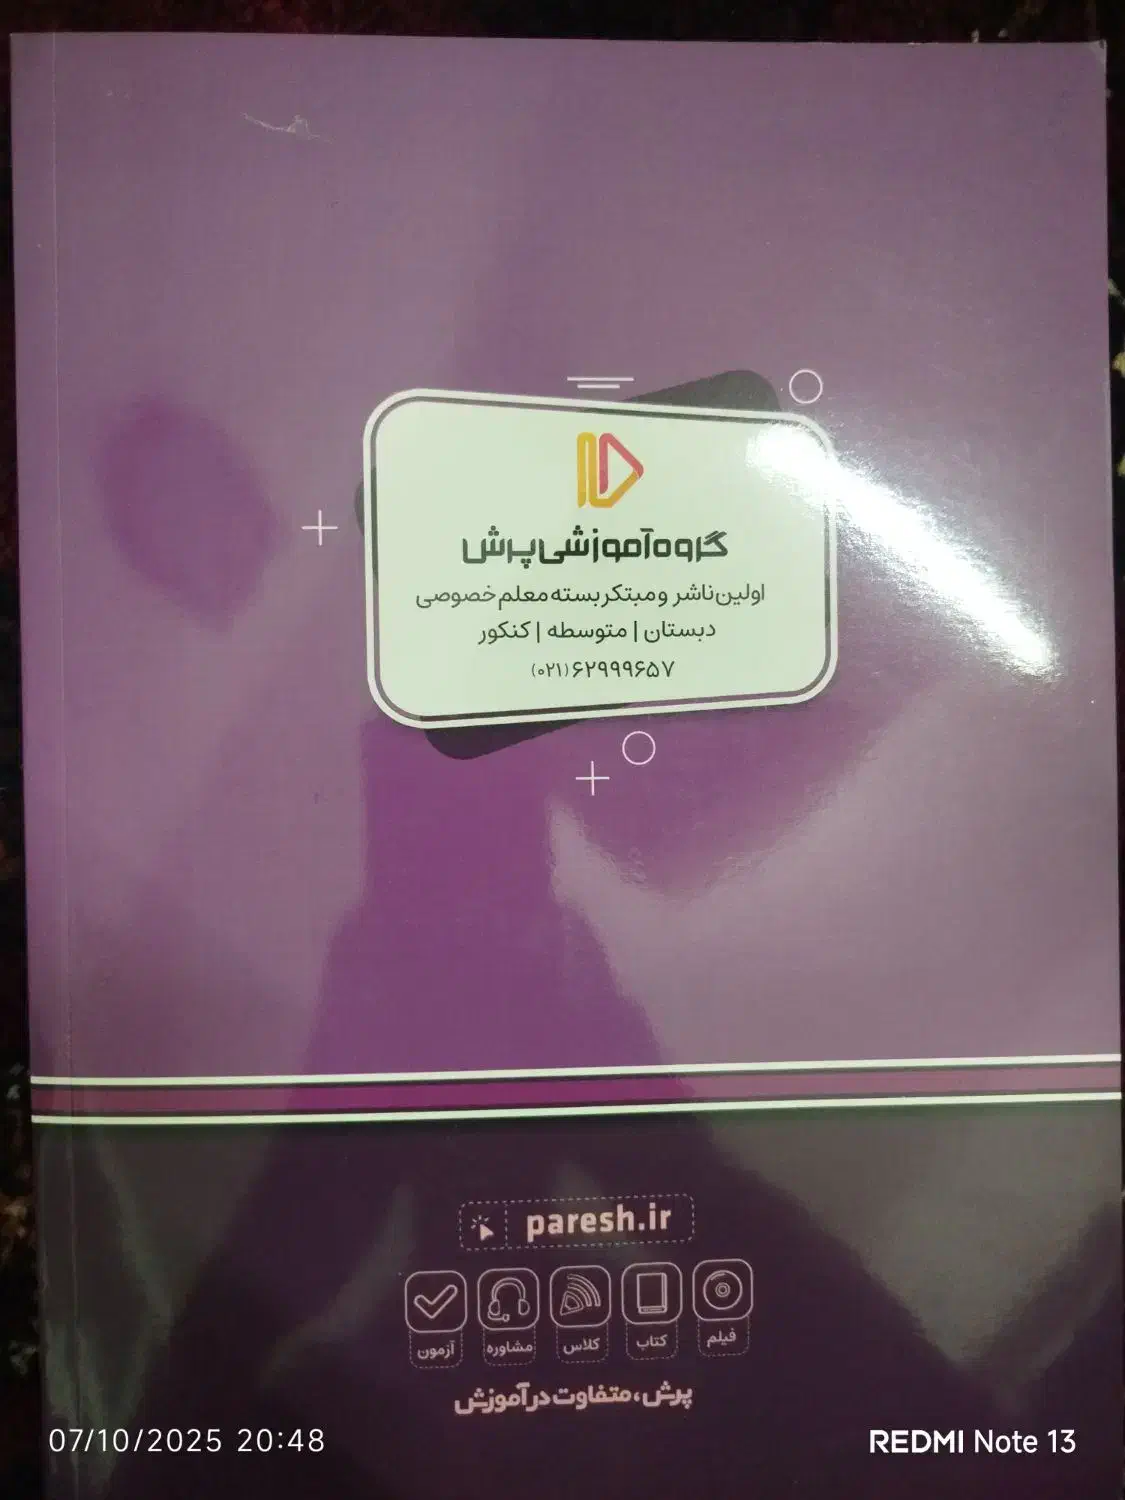 گروه آموزشی پرش
اولین ناشر و مبتکر بسته معلم خصوصی
دبستان | متوسطه | کنکور
(۰۲۱) ۶۲۹۹۹۶۵۷
paresh.ir
فیلم کتاب کلاس مشاوره آزمون
پرش، متفاوت در آموزش
07/10/2025 20:48
REDMI Note 13